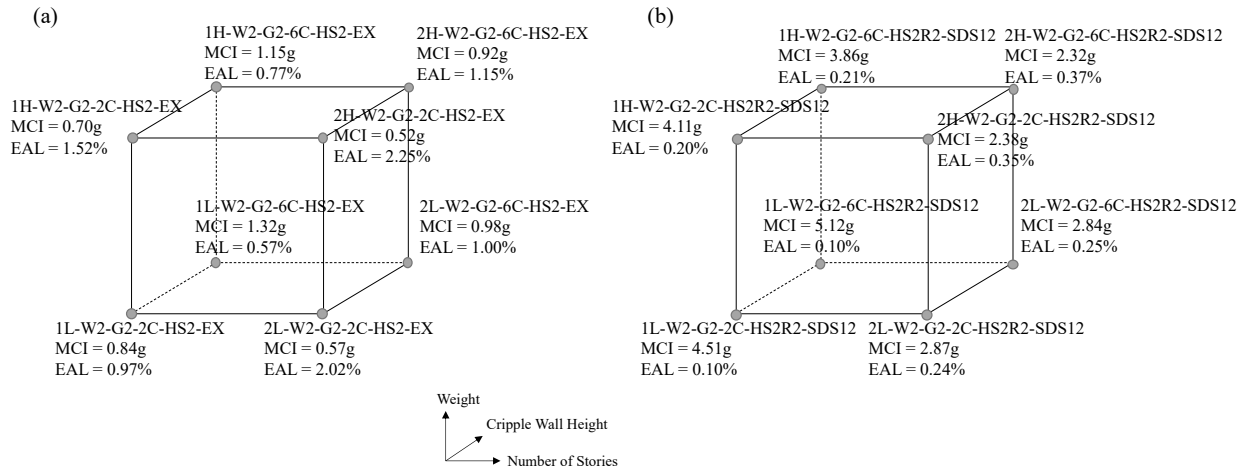 (a)
1H-W2-G2-6C-HS2-EX
MCI = 1.15g
EAL = 0.77%
2H-W2-G2-6C-HS2-EX
MCI = 0.92g
EAL = 1.15%
1H-W2-G2-2C-HS2-EX
MCI = 0.70g
EAL = 1.52%
2H-W2-G2-2C-HS2-EX
MCI = 0.52g
EAL = 2.25%
1L-W2-G2-6C-HS2-EX
MCI = 1.32g
EAL = 0.57%
2L-W2-G2-6C-HS2-EX
MCI = 0.98g
EAL = 1.00%
1L-W2-G2-2C-HS2-EX
MCI = 0.84g
EAL = 0.97%
2L-W2-G2-2C-HS2-EX
MCI = 0.57g
EAL = 2.02%
(b)
1H-W2-G2-6C-HS2R2-SDS12
MCI = 3.86g
EAL = 0.21%
2H-W2-G2-6C-HS2R2-SDS12
MCI = 2.32g
EAL = 0.37%
1H-W2-G2-2C-HS2R2-SDS12
MCI = 4.11g
EAL = 0.20%
2H-W2-G2-2C-HS2R2-SDS12
MCI = 2.38g
EAL = 0.35%
1L-W2-G2-6C-HS2R2-SDS12
MCI = 5.12g
EAL = 0.10%
2L-W2-G2-6C-HS2R2-SDS12
MCI = 2.84g
EAL = 0.25%
1L-W2-G2-2C-HS2R2-SDS12
MCI = 4.51g
EAL = 0.10%
2L-W2-G2-2C-HS2R2-SDS12
MCI = 2.87g
EAL = 0.24%
Weight
Cripple Wall Height
Number of Stories